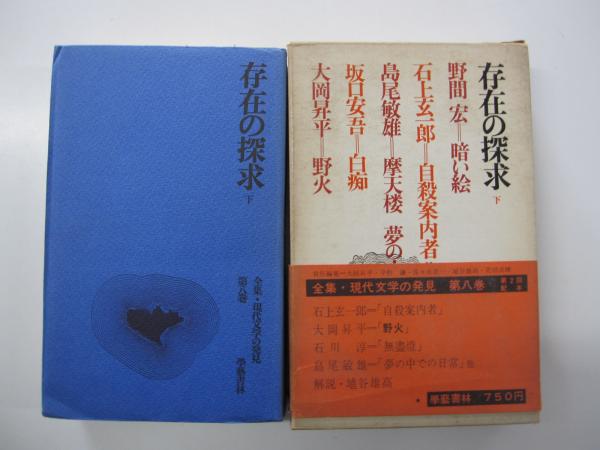 存在の探求
下
全集・現代文学の発見
第八巻
學藝書林
存在の探求
下
野間 宏＝暗い絵
石上玄一郎＝自殺案内者
島尾敏雄＝摩天楼 夢の
坂口安吾＝白痴
大岡昇平＝野火
全集・現代文学の発見 第八巻
第2回
配本
石上玄一郎─「自殺案内者」
大岡昇平─「野火」
石川 淳─「無盡燈」
島尾敏雄─「夢の中での日常」他
解説・埴谷雄高
學藝書林 750円